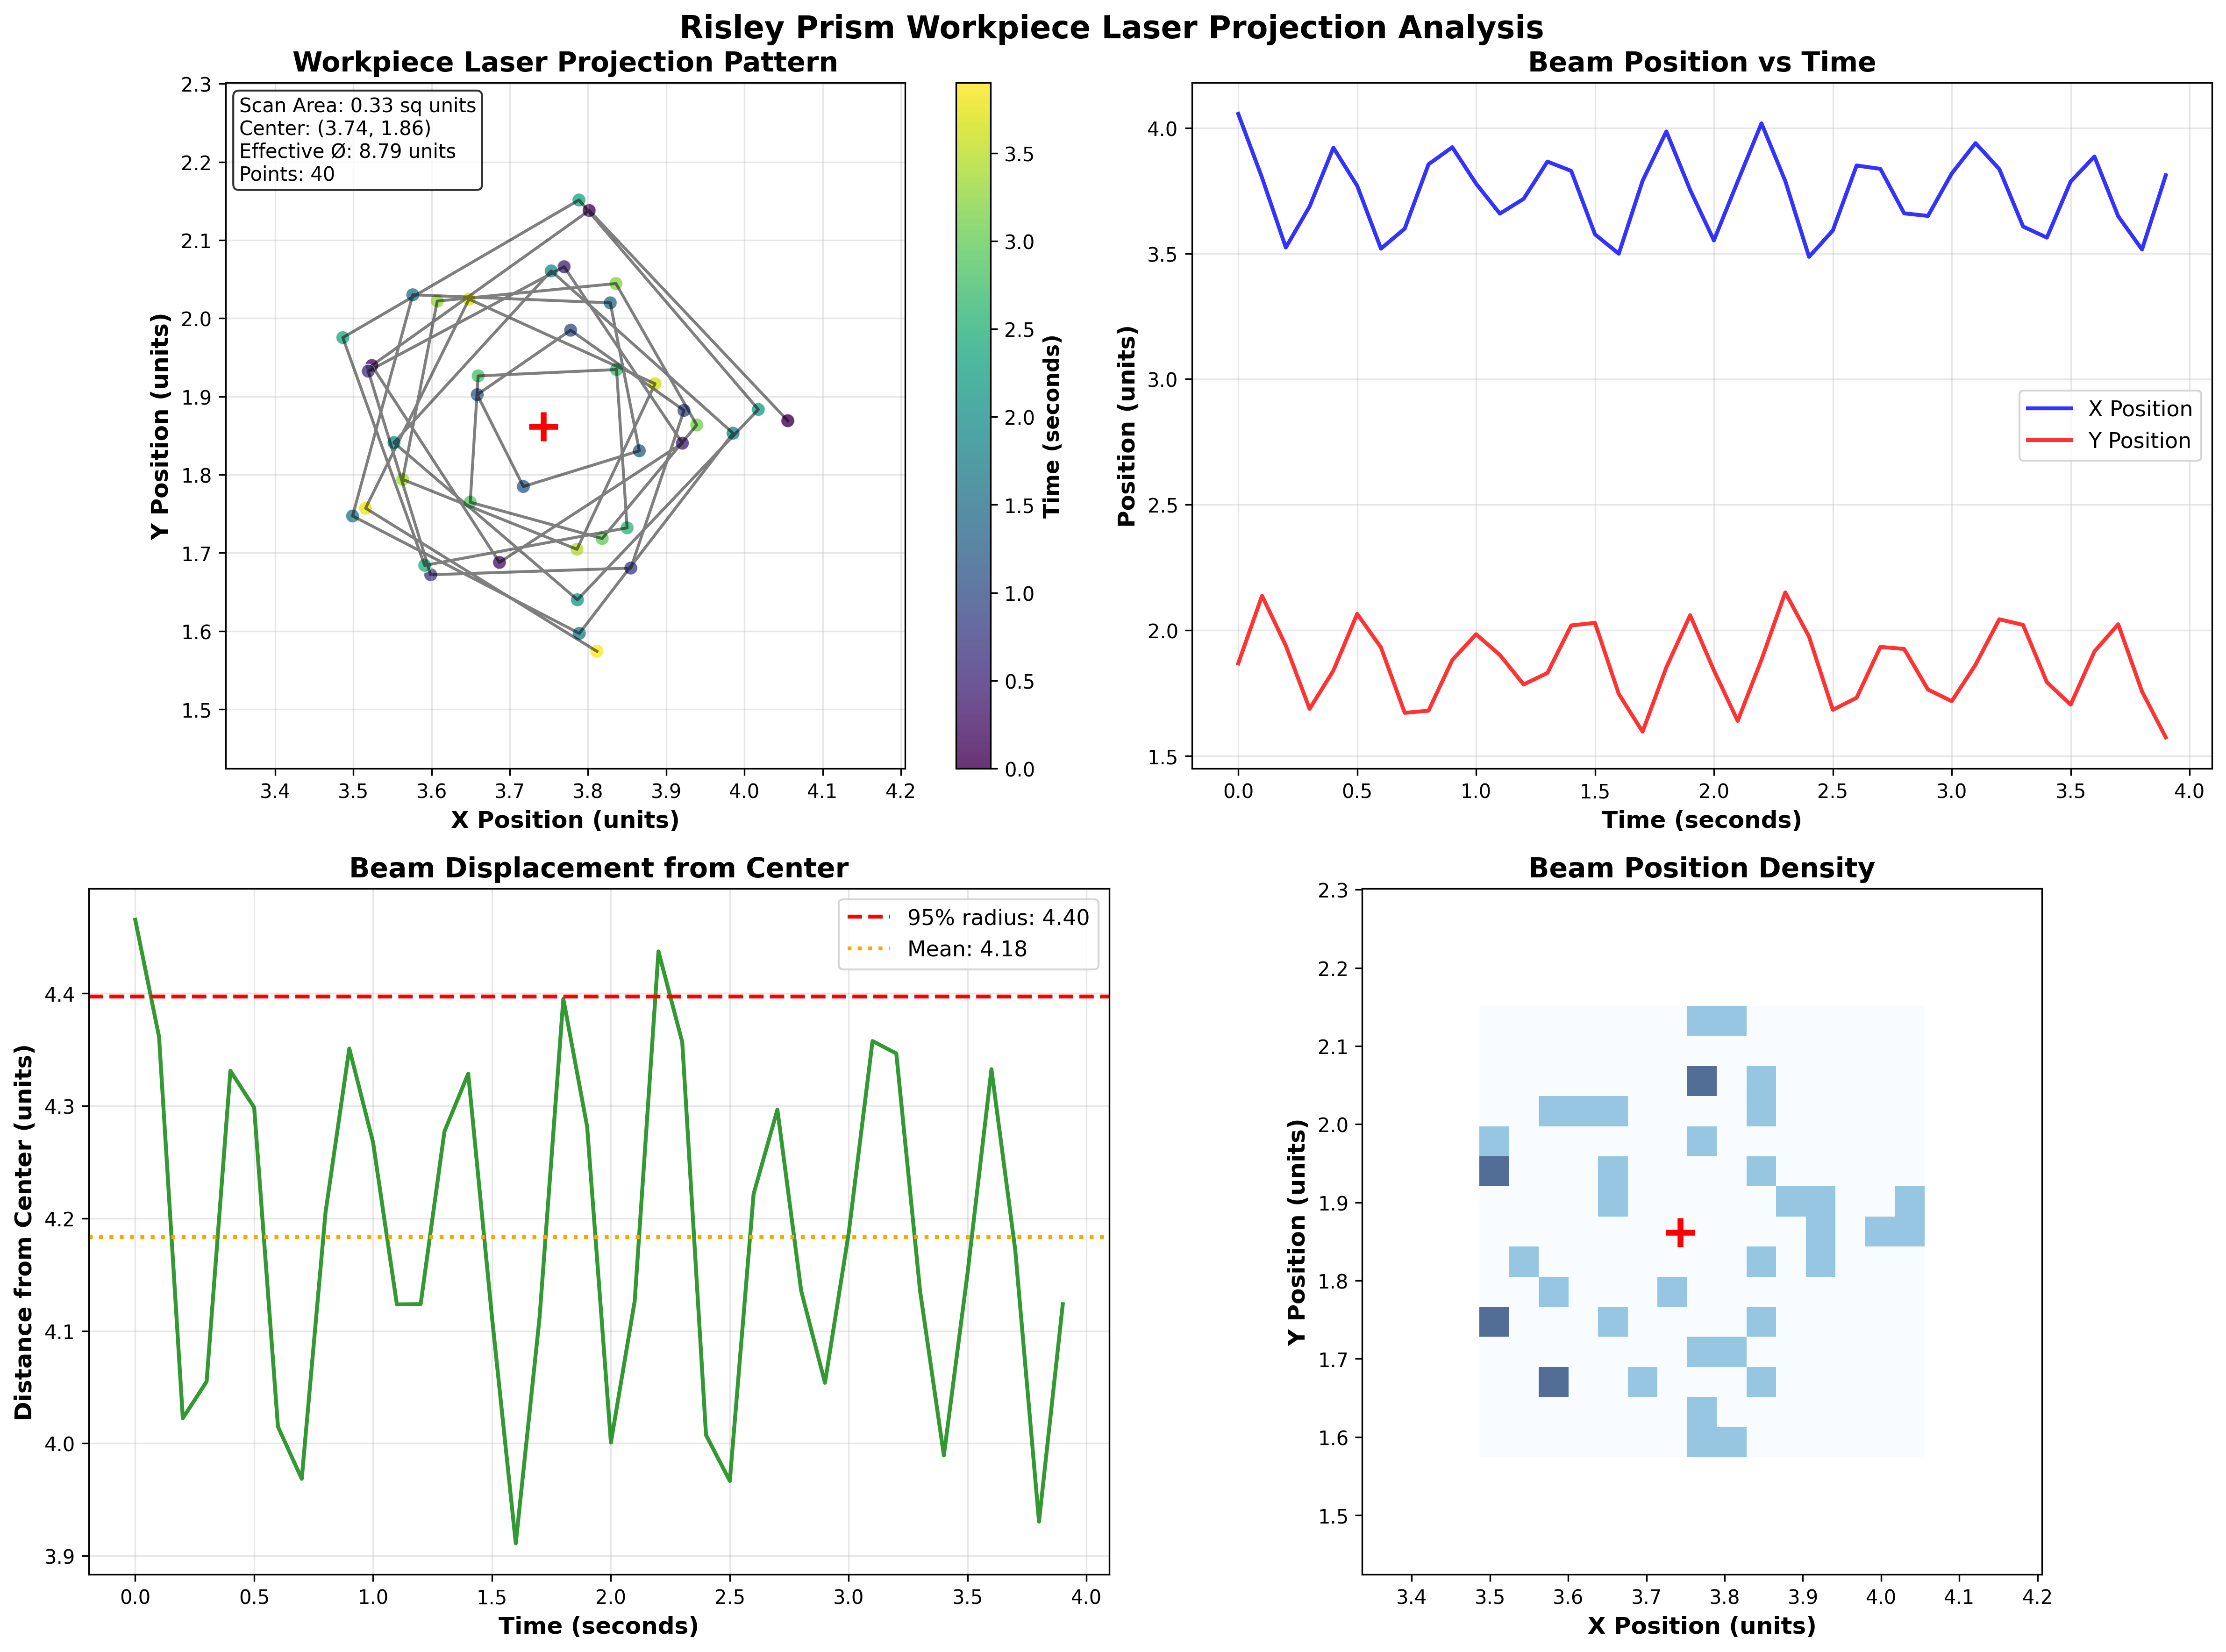 Risley Prism Workpiece Laser Projection Analysis
Workpiece Laser Projection Pattern
2.3
2.2
2.1
2.0
1.9
1.8
1.7
1.6
1.5
Y Position (units)
Scan Area: 0.33 sq units
Center: (3.74, 1.86)
Effective Ø: 8.79 units
Points: 40
3.4 3.5 3.6 3.7 3.8 3.9 4.0 4.1 4.2
X Position (units)
3.5
3.0
2.5
2.0
1.5
1.0
0.5
0.0
Time (seconds)
Beam Position vs Time
4.0
3.5
3.0
2.5
2.0
1.5
Position (units)
X Position
Y Position
0.0 0.5 1.0 1.5 2.0 2.5 3.0 3.5 4.0
Time (seconds)
Beam Displacement from Center
4.4
4.3
4.2
4.1
4.0
3.9
Distance from Center (units)
95% radius: 4.40
Mean: 4.18
0.0 0.5 1.0 1.5 2.0 2.5 3.0 3.5 4.0
Time (seconds)
Beam Position Density
2.3
2.2
2.1
2.0
1.9
1.8
1.7
1.6
1.5
Y Position (units)
3.4 3.5 3.6 3.7 3.8 3.9 4.0 4.1 4.2
X Position (units)